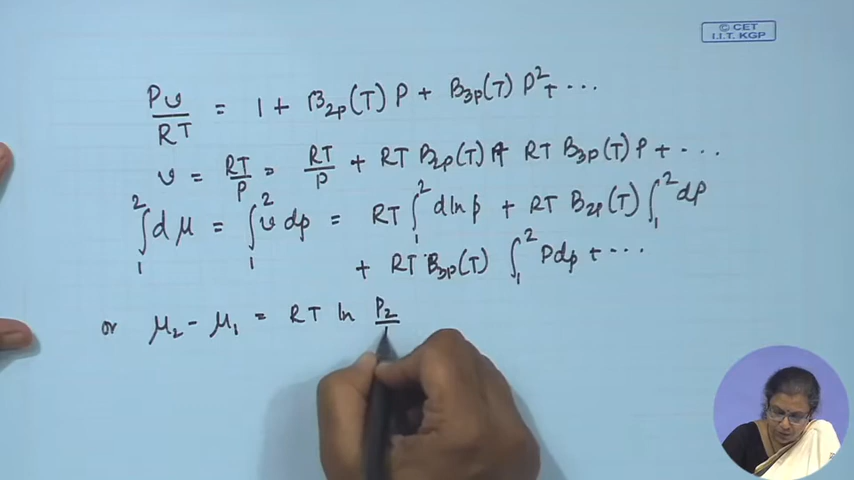 © CET
I.I.T. KGP
Pv/RT = 1 + B₂ₚ(T) P + B₃ₚ(T) P² + ...
v = RT/P = RT/P + RT B₂ₚ(T) + RT B₃ₚ(T) P + ...
∫₁² dμ = ∫₁² v dp = RT ∫₁² d ln p + RT B₂ₚ(T) ∫₁² dp
+ RT B₃ₚ(T) ∫₁² P dp + ...
or μ₂ - μ₁ = RT ln P₂/